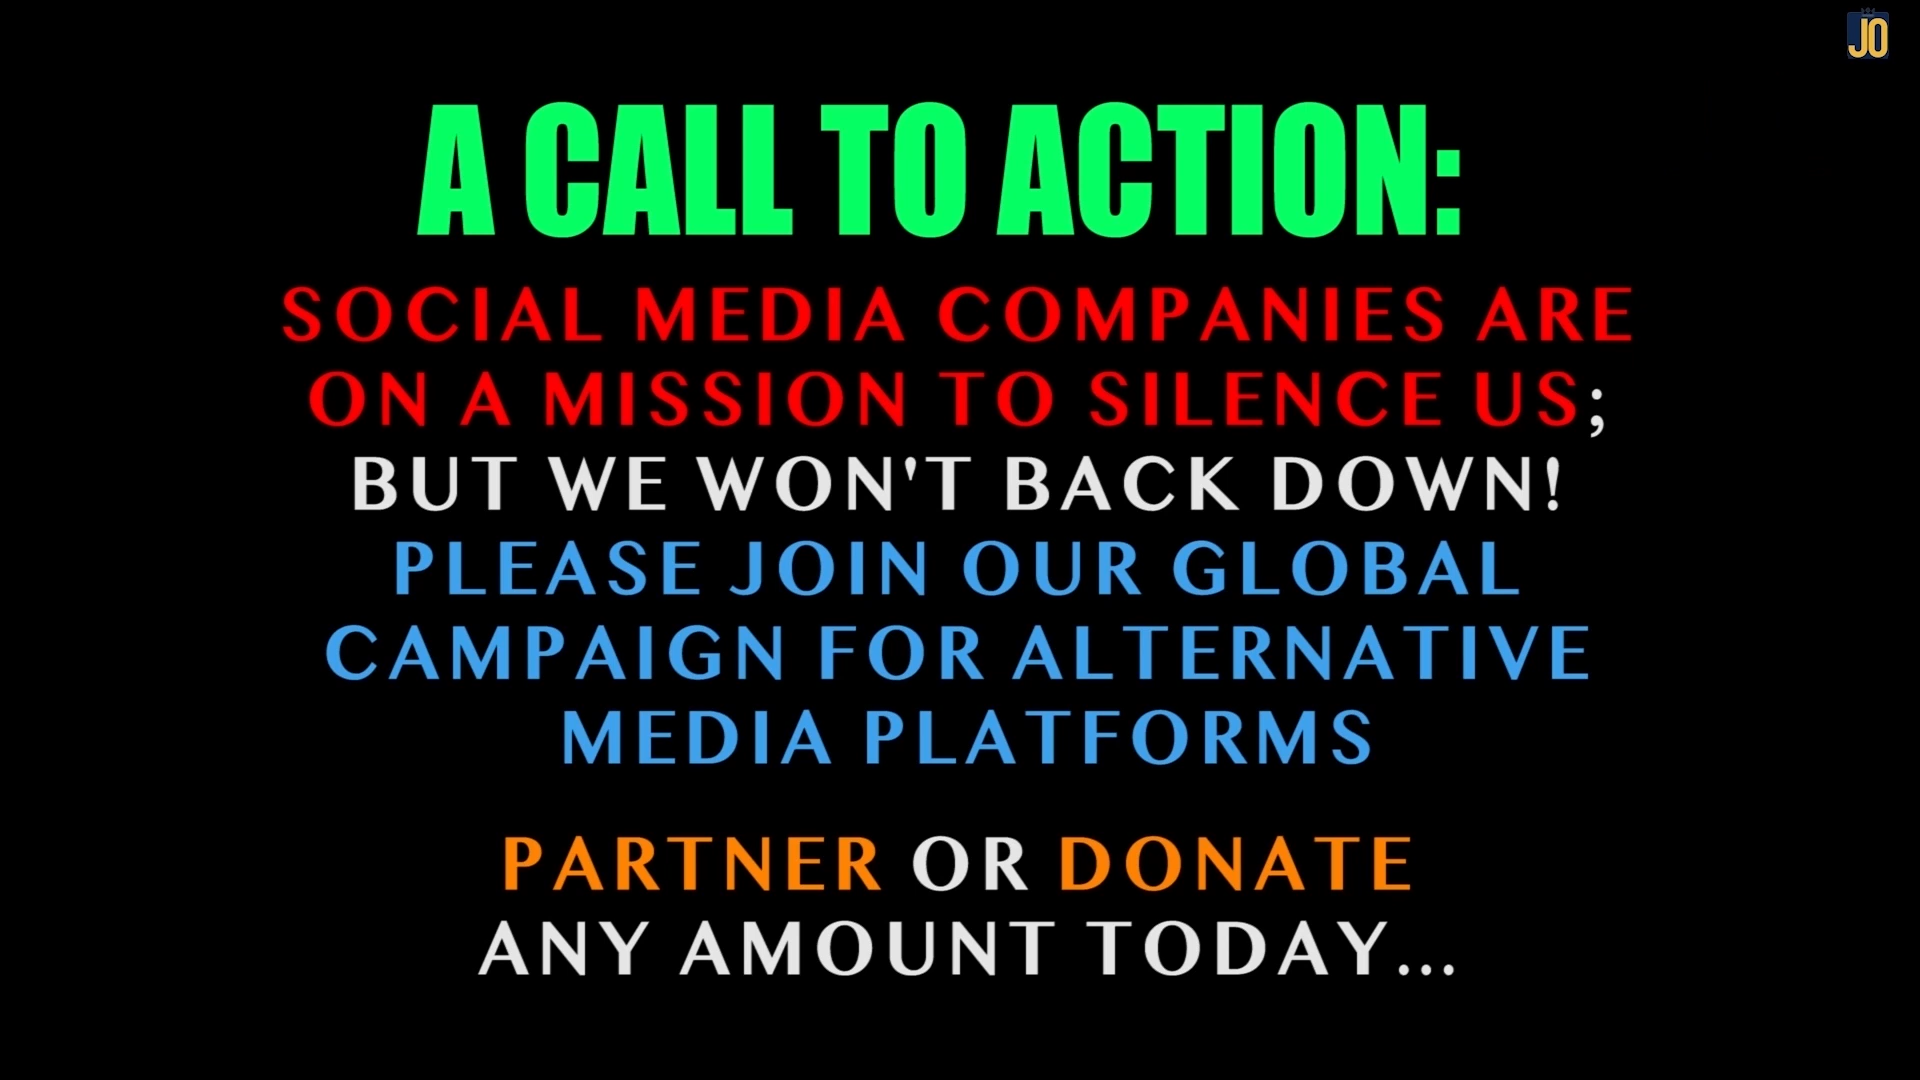 JO
A CALL TO ACTION:
SOCIAL MEDIA COMPANIES ARE
ON A MISSION TO SILENCE US;
BUT WE WON'T BACK DOWN!
PLEASE JOIN OUR GLOBAL
CAMPAIGN FOR ALTERNATIVE
MEDIA PLATFORMS
PARTNER OR DONATE
ANY AMOUNT TODAY...